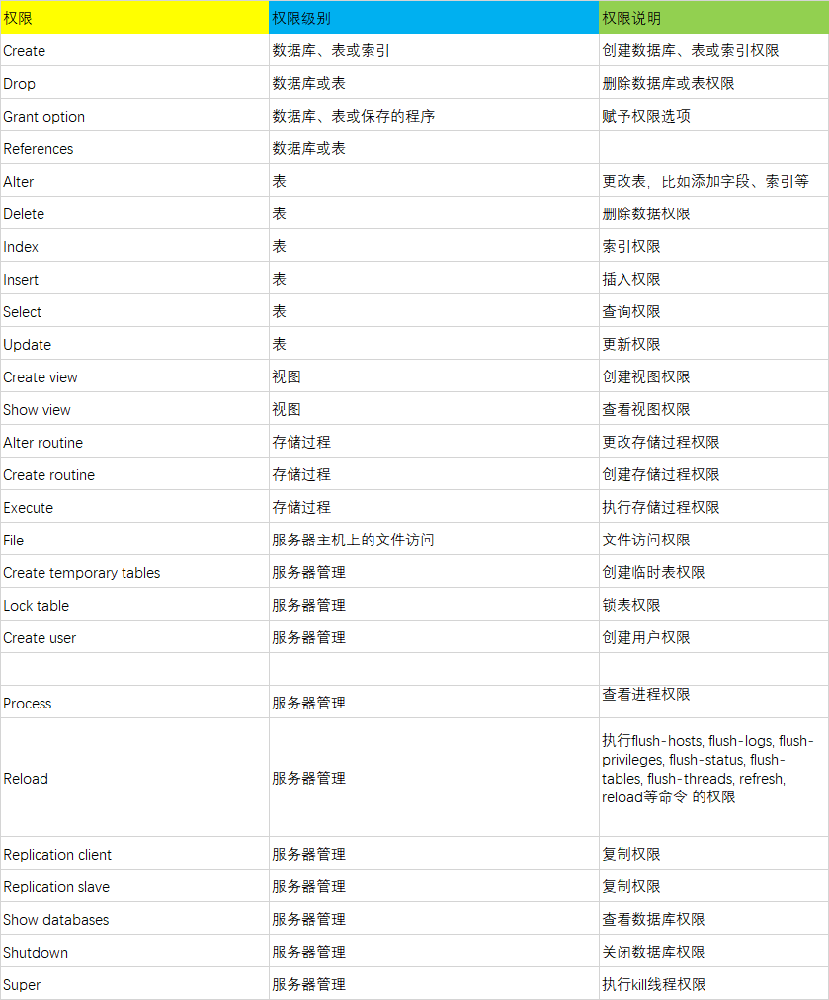 权限 权限级别 权限说明
Create 数据库、表或索引 创建数据库、表或索引权限
Drop 数据库或表 删除数据库或表权限
Grant option 数据库、表或保存的程序 赋予权限选项
References 数据库或表
Alter 表 更改表，比如添加字段、索引等
Delete 表 删除数据权限
Index 表 索引权限
Insert 表 插入权限
Select 表 查询权限
Update 表 更新权限
Create view 视图 创建视图权限
Show view 视图 查看视图权限
Alter routine 存储过程 更改存储过程权限
Create routine 存储过程 创建存储过程权限
Execute 存储过程 执行存储过程权限
File 服务器主机上的文件访问 文件访问权限
Create temporary tables 服务器管理 创建临时表权限
Lock table 服务器管理 锁表权限
Create user 服务器管理 创建用户权限
Process 服务器管理 查看进程权限
Reload 服务器管理 执行flush-hosts, flush-logs, flush-
privileges, flush-status, flush-
tables, flush-threads, refresh,
reload等命令 的权限
Replication client 服务器管理 复制权限
Replication slave 服务器管理 复制权限
Show databases 服务器管理 查看数据库权限
Shutdown 服务器管理 关闭数据库权限
Super 服务器管理 执行kill线程权限